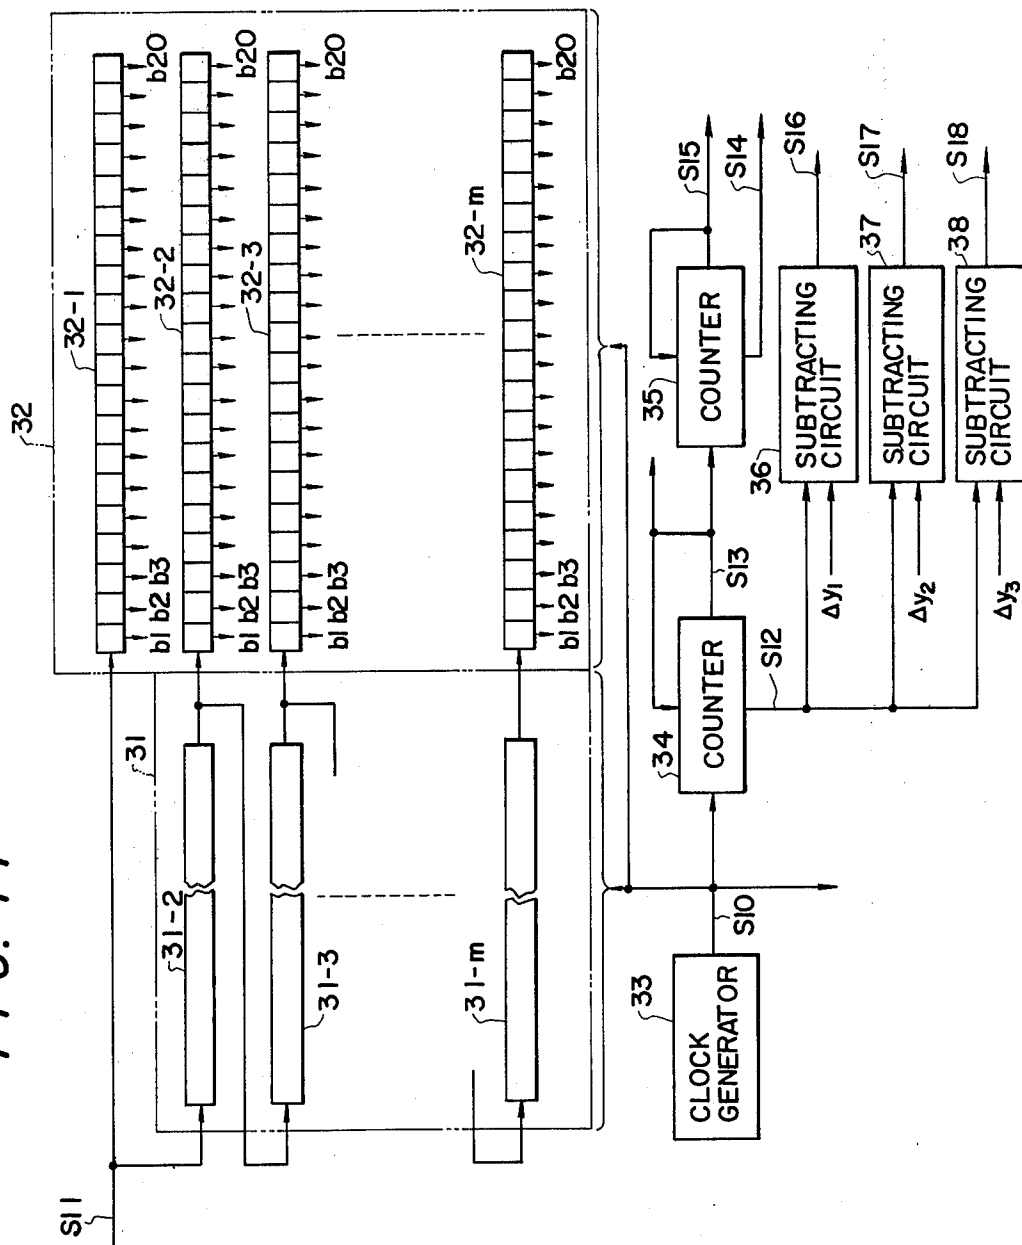 32
S11
31
32-1
b1 b2 b3 b20
31-2
32-2
b1 b2 b3 b20
32-3
31-3
b1 b2 b3 b20
31-m
32-m
b1 b2 b3 b20
33
CLOCK
GENERATOR
S10
34
COUNTER
S13
35
COUNTER
S15
S14
S12
36
SUBTRACTING
CIRCUIT
S16
Δy1
37
SUBTRACTING
CIRCUIT
S17
Δy2
38
SUBTRACTING
CIRCUIT
S18
Δy3